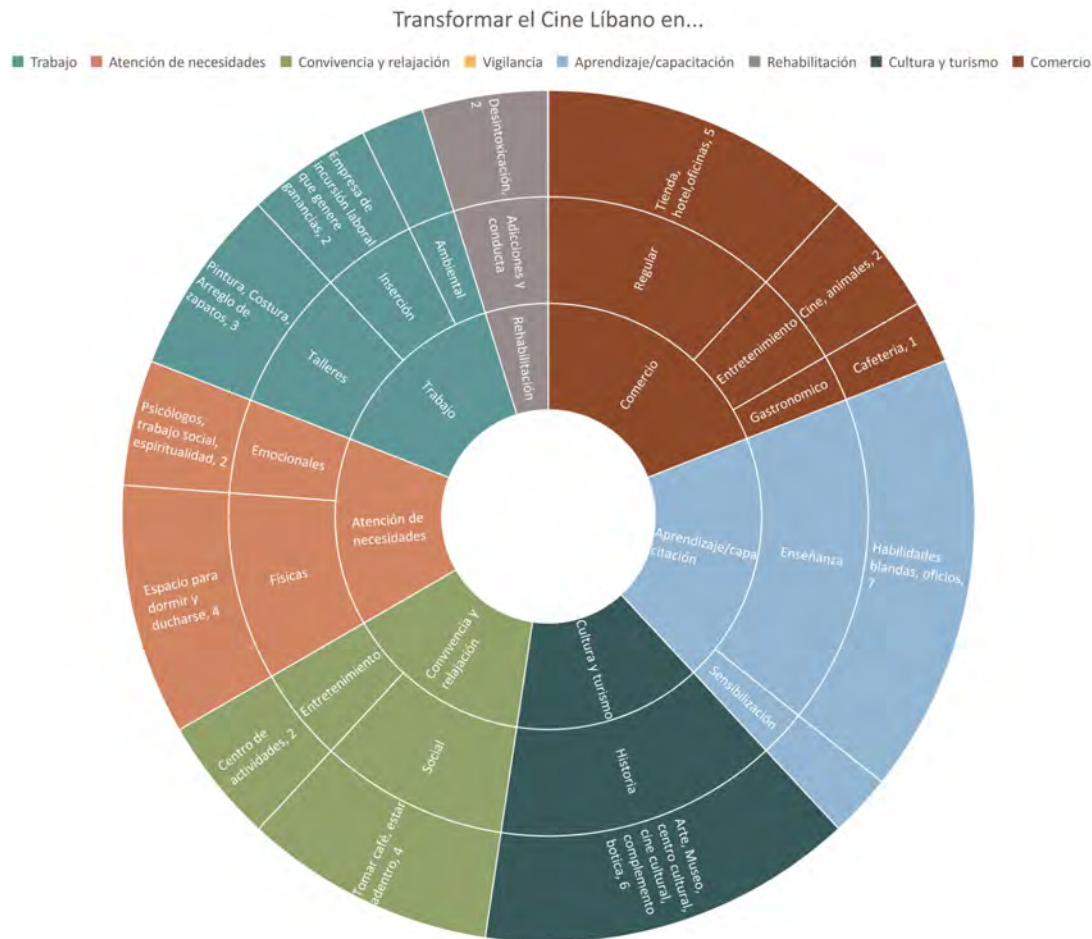 Transformar el Cine Líbano en...
Trabajo
Atención de necesidades
Convivencia y relajación
Vigilancia
Aprendizaje/capacitación
Rehabilitación
Cultura y turismo
Comercio
Comercio
Regular
Tienda,
hotel,oficinas, 5
Entretenimiento
Cine, animales, 2
Gastronomico
Cafeteria, 1
Aprendizaje/capa
citación
Enseñanza
Habilidades
blandas, oficios,
7
Sensibilización
Cultura y turismo
Historia
Arte, Museo,
centro cultural,
cine cultural,
complemento
botica, 6
Convivencia y
relajación
Social
Tomar café, estar
adentro, 4
Entretenimiento
Centro de
actividades, 2
Atención de
necesidades
Físicas
Espacio para
dormir y
ducharse, 4
Emocionales
Psicólogos,
trabajo social,
espiritualidad, 2
Trabajo
Talleres
Pintura, Costura,
Arreglo de
zapatos, 3
Inserción
Empresa de
incursión laboral
que genere
ganancias, 2
Ambiental
Rehabilitación
Adicciones y
conducta
Desintoxicación,
2